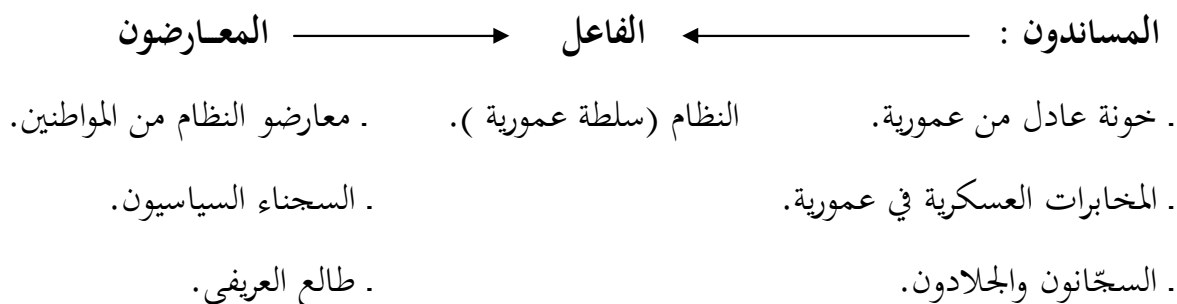 المساندون : الفاعل المعـارضون
. خونة عادل من عمورية. النظام (سلطة عمورية ). . معارضو النظام من المواطنين.
. المخابرات العسكرية في عمورية. . السجناء السياسيون.
. السجّانون والجلادون. . طالع العريفي.